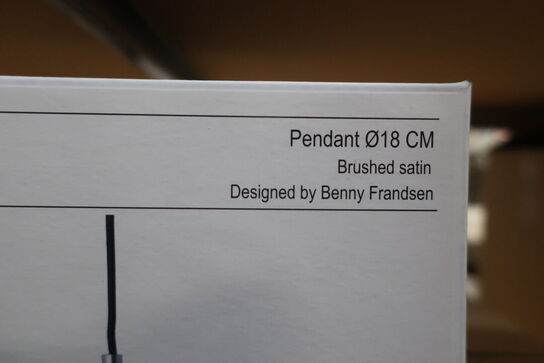 Pendant Ø18 CM
Brushed satin
Designed by Benny Frandsen